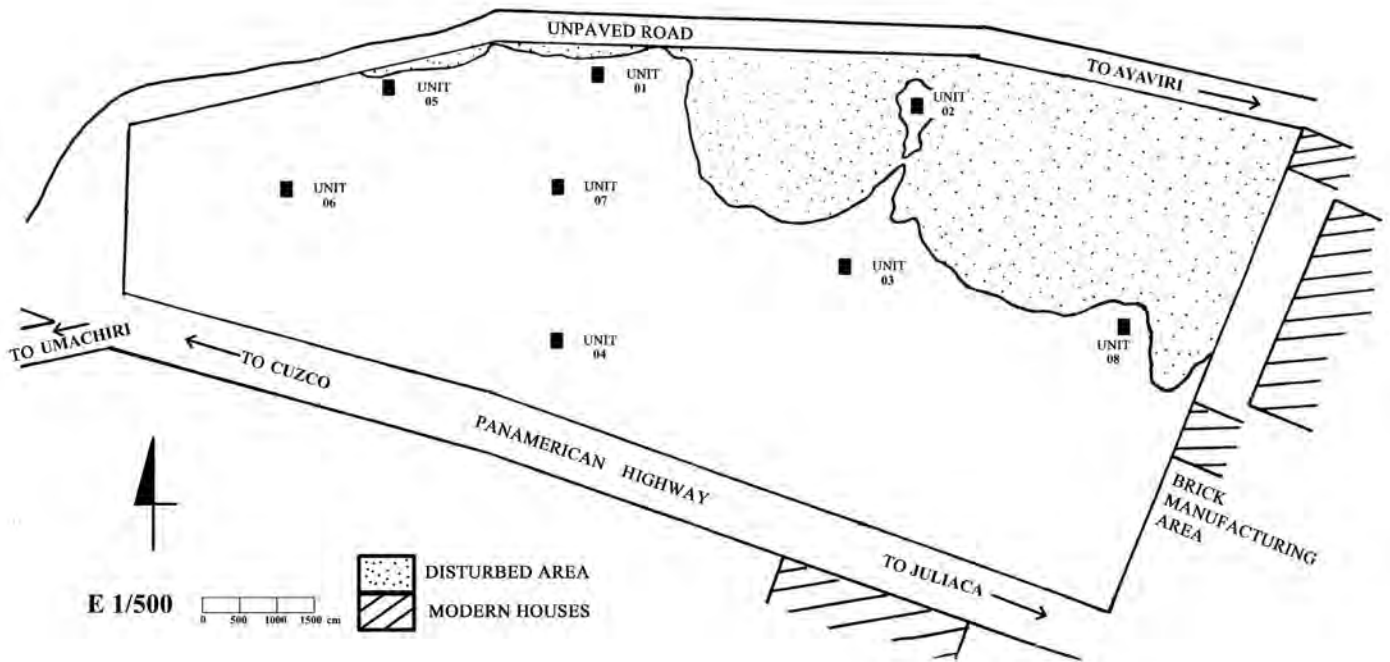 UNPAVED ROAD
TO AYAVIRI
UNIT
05
UNIT
01
UNIT
02
UNIT
06
UNIT
07
UNIT
03
UNIT
08
UNIT
04
TO UMACHIRI
TO CUZCO
PANAMERICAN HIGHWAY
TO JULIACA
BRICK
MANUFACTURING
AREA
DISTURBED AREA
MODERN HOUSES
E 1/500
0 500 1000 1500 cm